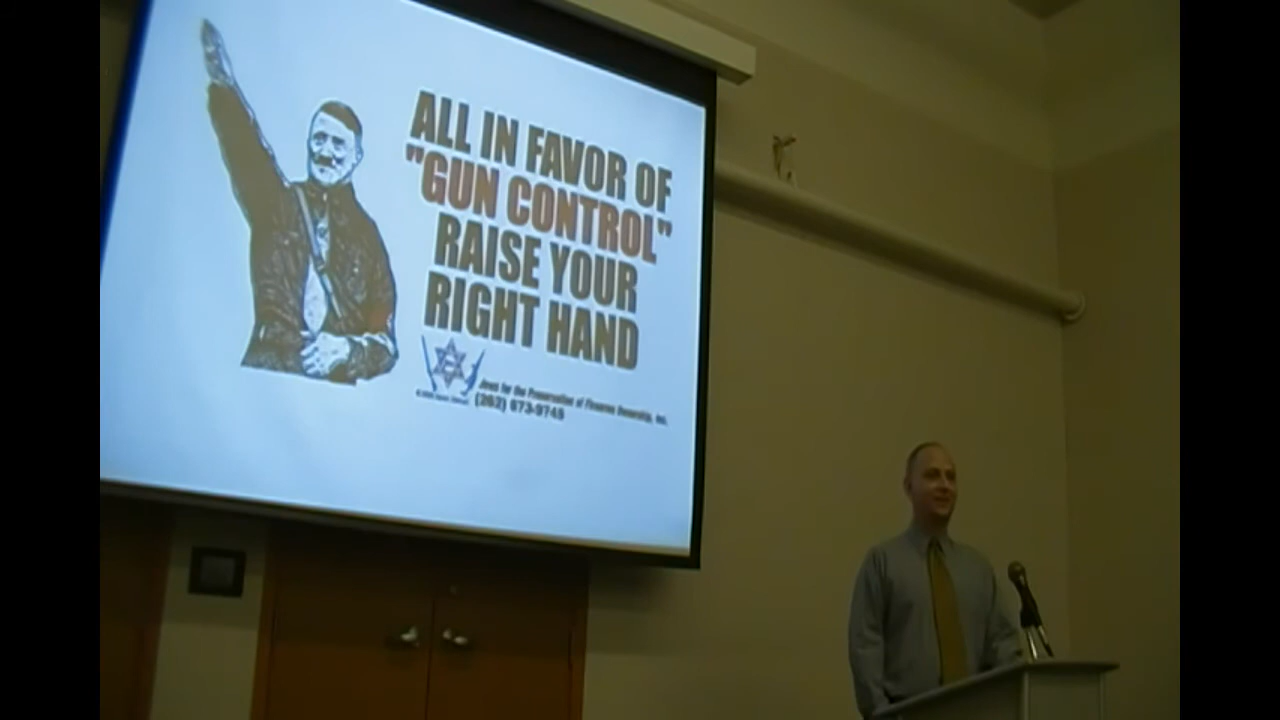 ALL IN FAVOR OF
"GUN CONTROL"
RAISE YOUR
RIGHT HAND
Jews for the Preservation of Firearms Ownership, Inc.
(262) 673-9745